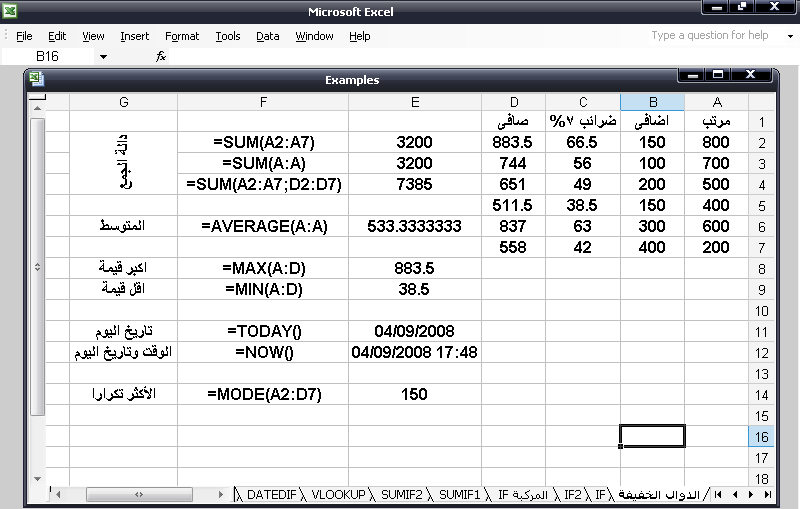 Microsoft Excel
File Edit View Insert Format Tools Data Window Help Type a question for help
B16 fx
Examples
G F E D C B A
صافى ضرائب ٧% اضافى مرتب 1
دالة الجمع
=SUM(A2:A7) 3200 883.5 66.5 150 800 2
=SUM(A:A) 3200 744 56 100 700 3
=SUM(A2:A7;D2:D7) 7385 651 49 200 500 4
511.5 38.5 150 400 5
المتوسط =AVERAGE(A:A) 533.3333333 837 63 300 600 6
558 42 400 200 7
اكبر قيمة =MAX(A:D) 883.5 8
اقل قيمة =MIN(A:D) 38.5 9
10
تاريخ اليوم =TODAY() 04/09/2008 11
الوقت وتاريخ اليوم =NOW() 04/09/2008 17:48 12
13
الأكثر تكرارا =MODE(A2:D7) 150 14
15
16
17
18
DATEDIF VLOOKUP SUMIF2 SUMIF1 IF المركبة IF2 IF الدوال الخفيفة